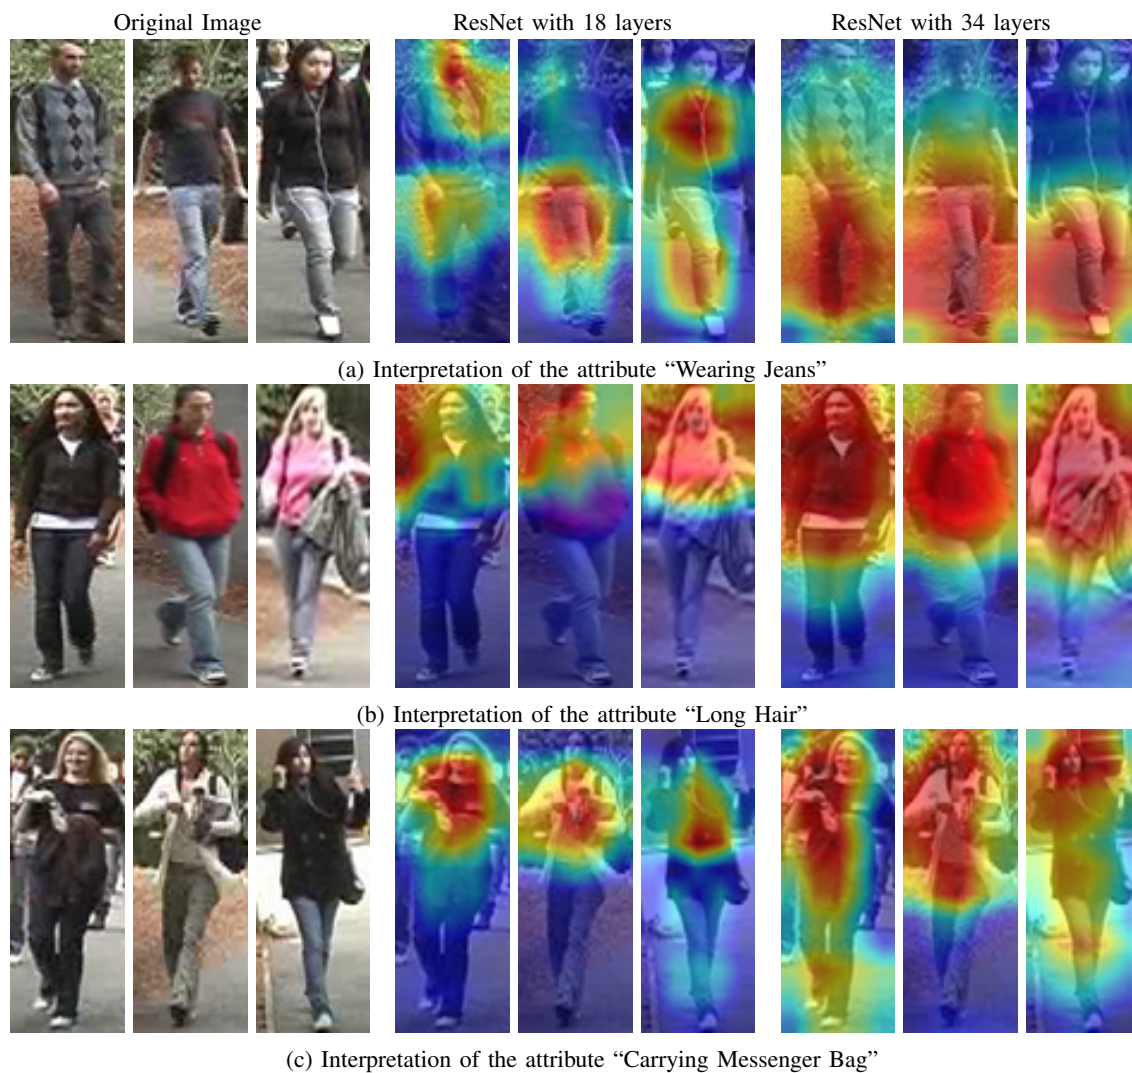 Original Image
ResNet with 18 layers
ResNet with 34 layers
(a) Interpretation of the attribute “Wearing Jeans”
(b) Interpretation of the attribute “Long Hair”
(c) Interpretation of the attribute “Carrying Messenger Bag”